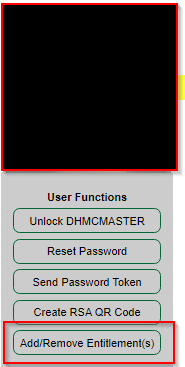 User Functions
Unlock DHMCMASTER
Reset Password
Send Password Token
Create RSA QR Code
Add/Remove Entitlement(s)